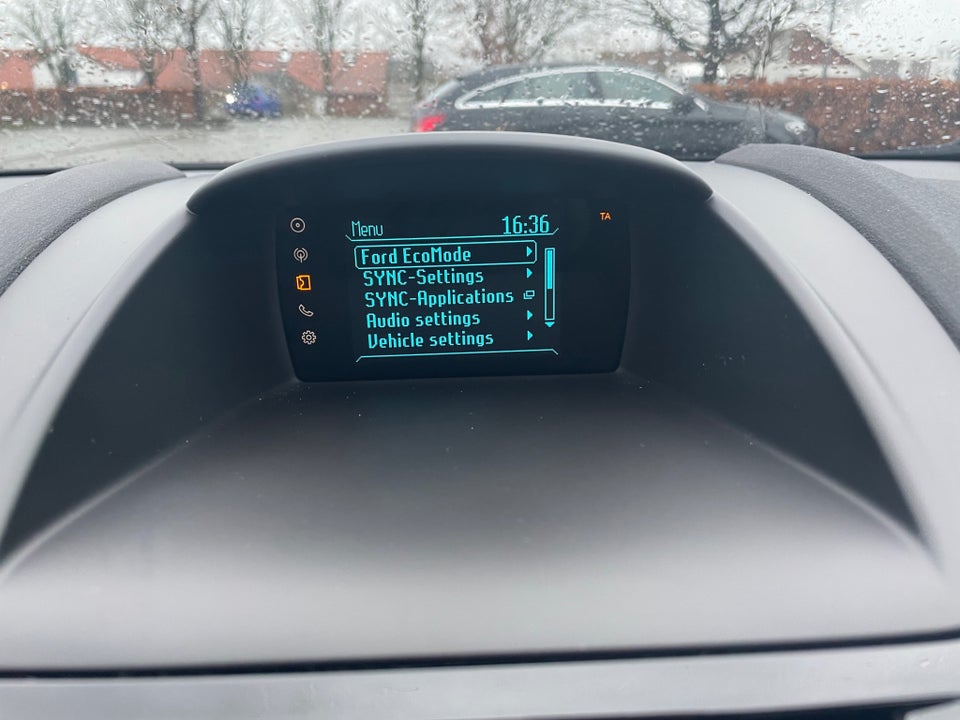 Menu 16:36 TA
Ford EcoMode
SYNC-Settings
SYNC-Applications
Audio settings
Vehicle settings